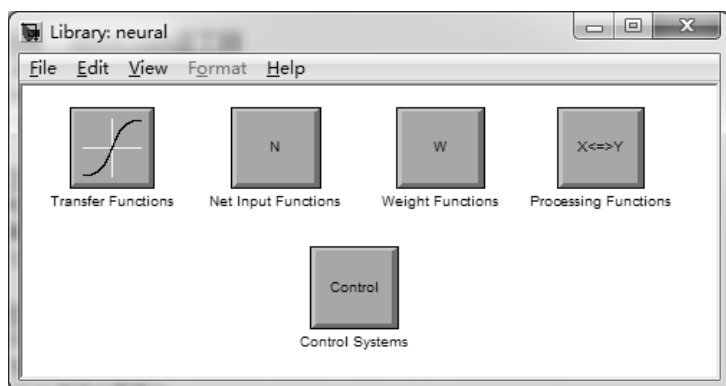 Library: neural
File Edit View Format Help
N W X<=>Y
Transfer Functions Net Input Functions Weight Functions Processing Functions
Control
Control Systems